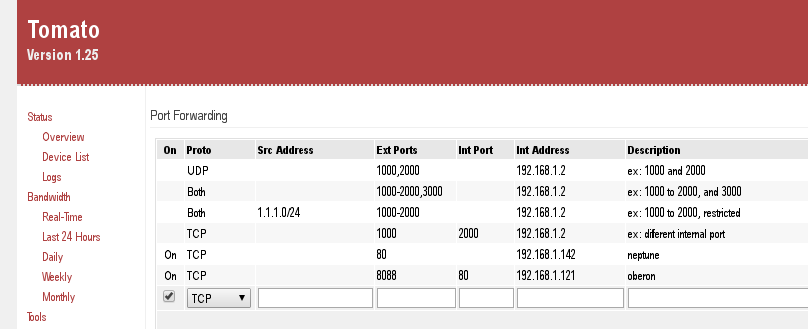 Tomato
Version 1.25
Status
Overview
Device List
Logs
Bandwidth
Real-Time
Last 24 Hours
Daily
Weekly
Monthly
Tools
Port Forwarding
On Proto Src Address Ext Ports Int Port Int Address Description
UDP 1000,2000 192.168.1.2 ex: 1000 and 2000
Both 1000-2000,3000 192.168.1.2 ex: 1000 to 2000, and 3000
Both 1.1.1.0/24 1000-2000 192.168.1.2 ex: 1000 to 2000, restricted
TCP 1000 2000 192.168.1.2 ex: diferent internal port
On TCP 80 192.168.1.142 neptune
On TCP 8088 80 192.168.1.121 oberon
TCP